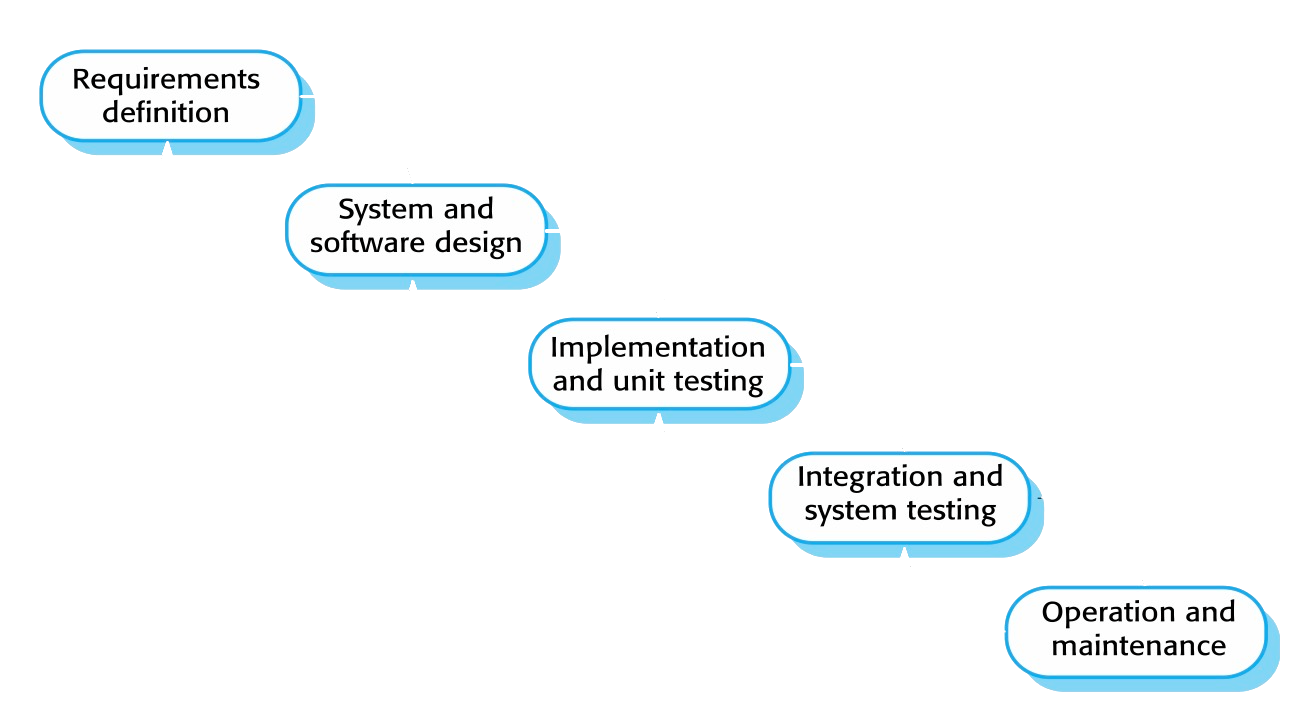 Requirements
definition
System and
software design
Implementation
and unit testing
Integration and
system testing
Operation and
maintenance